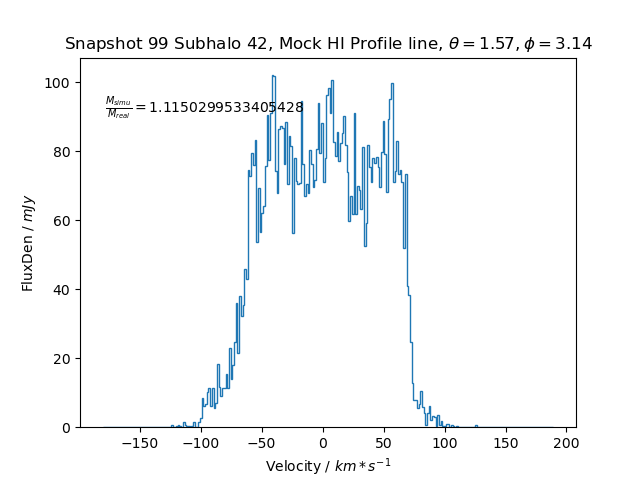 Snapshot 99 Subhalo 42, Mock HI Profile line, θ = 1.57, ϕ = 3.14
M_simu/M_real = 1.1150299533405428
FluxDen / mJy
100
80
60
40
20
0
−150 −100 −50 0 50 100 150 200
Velocity / km * s^−1